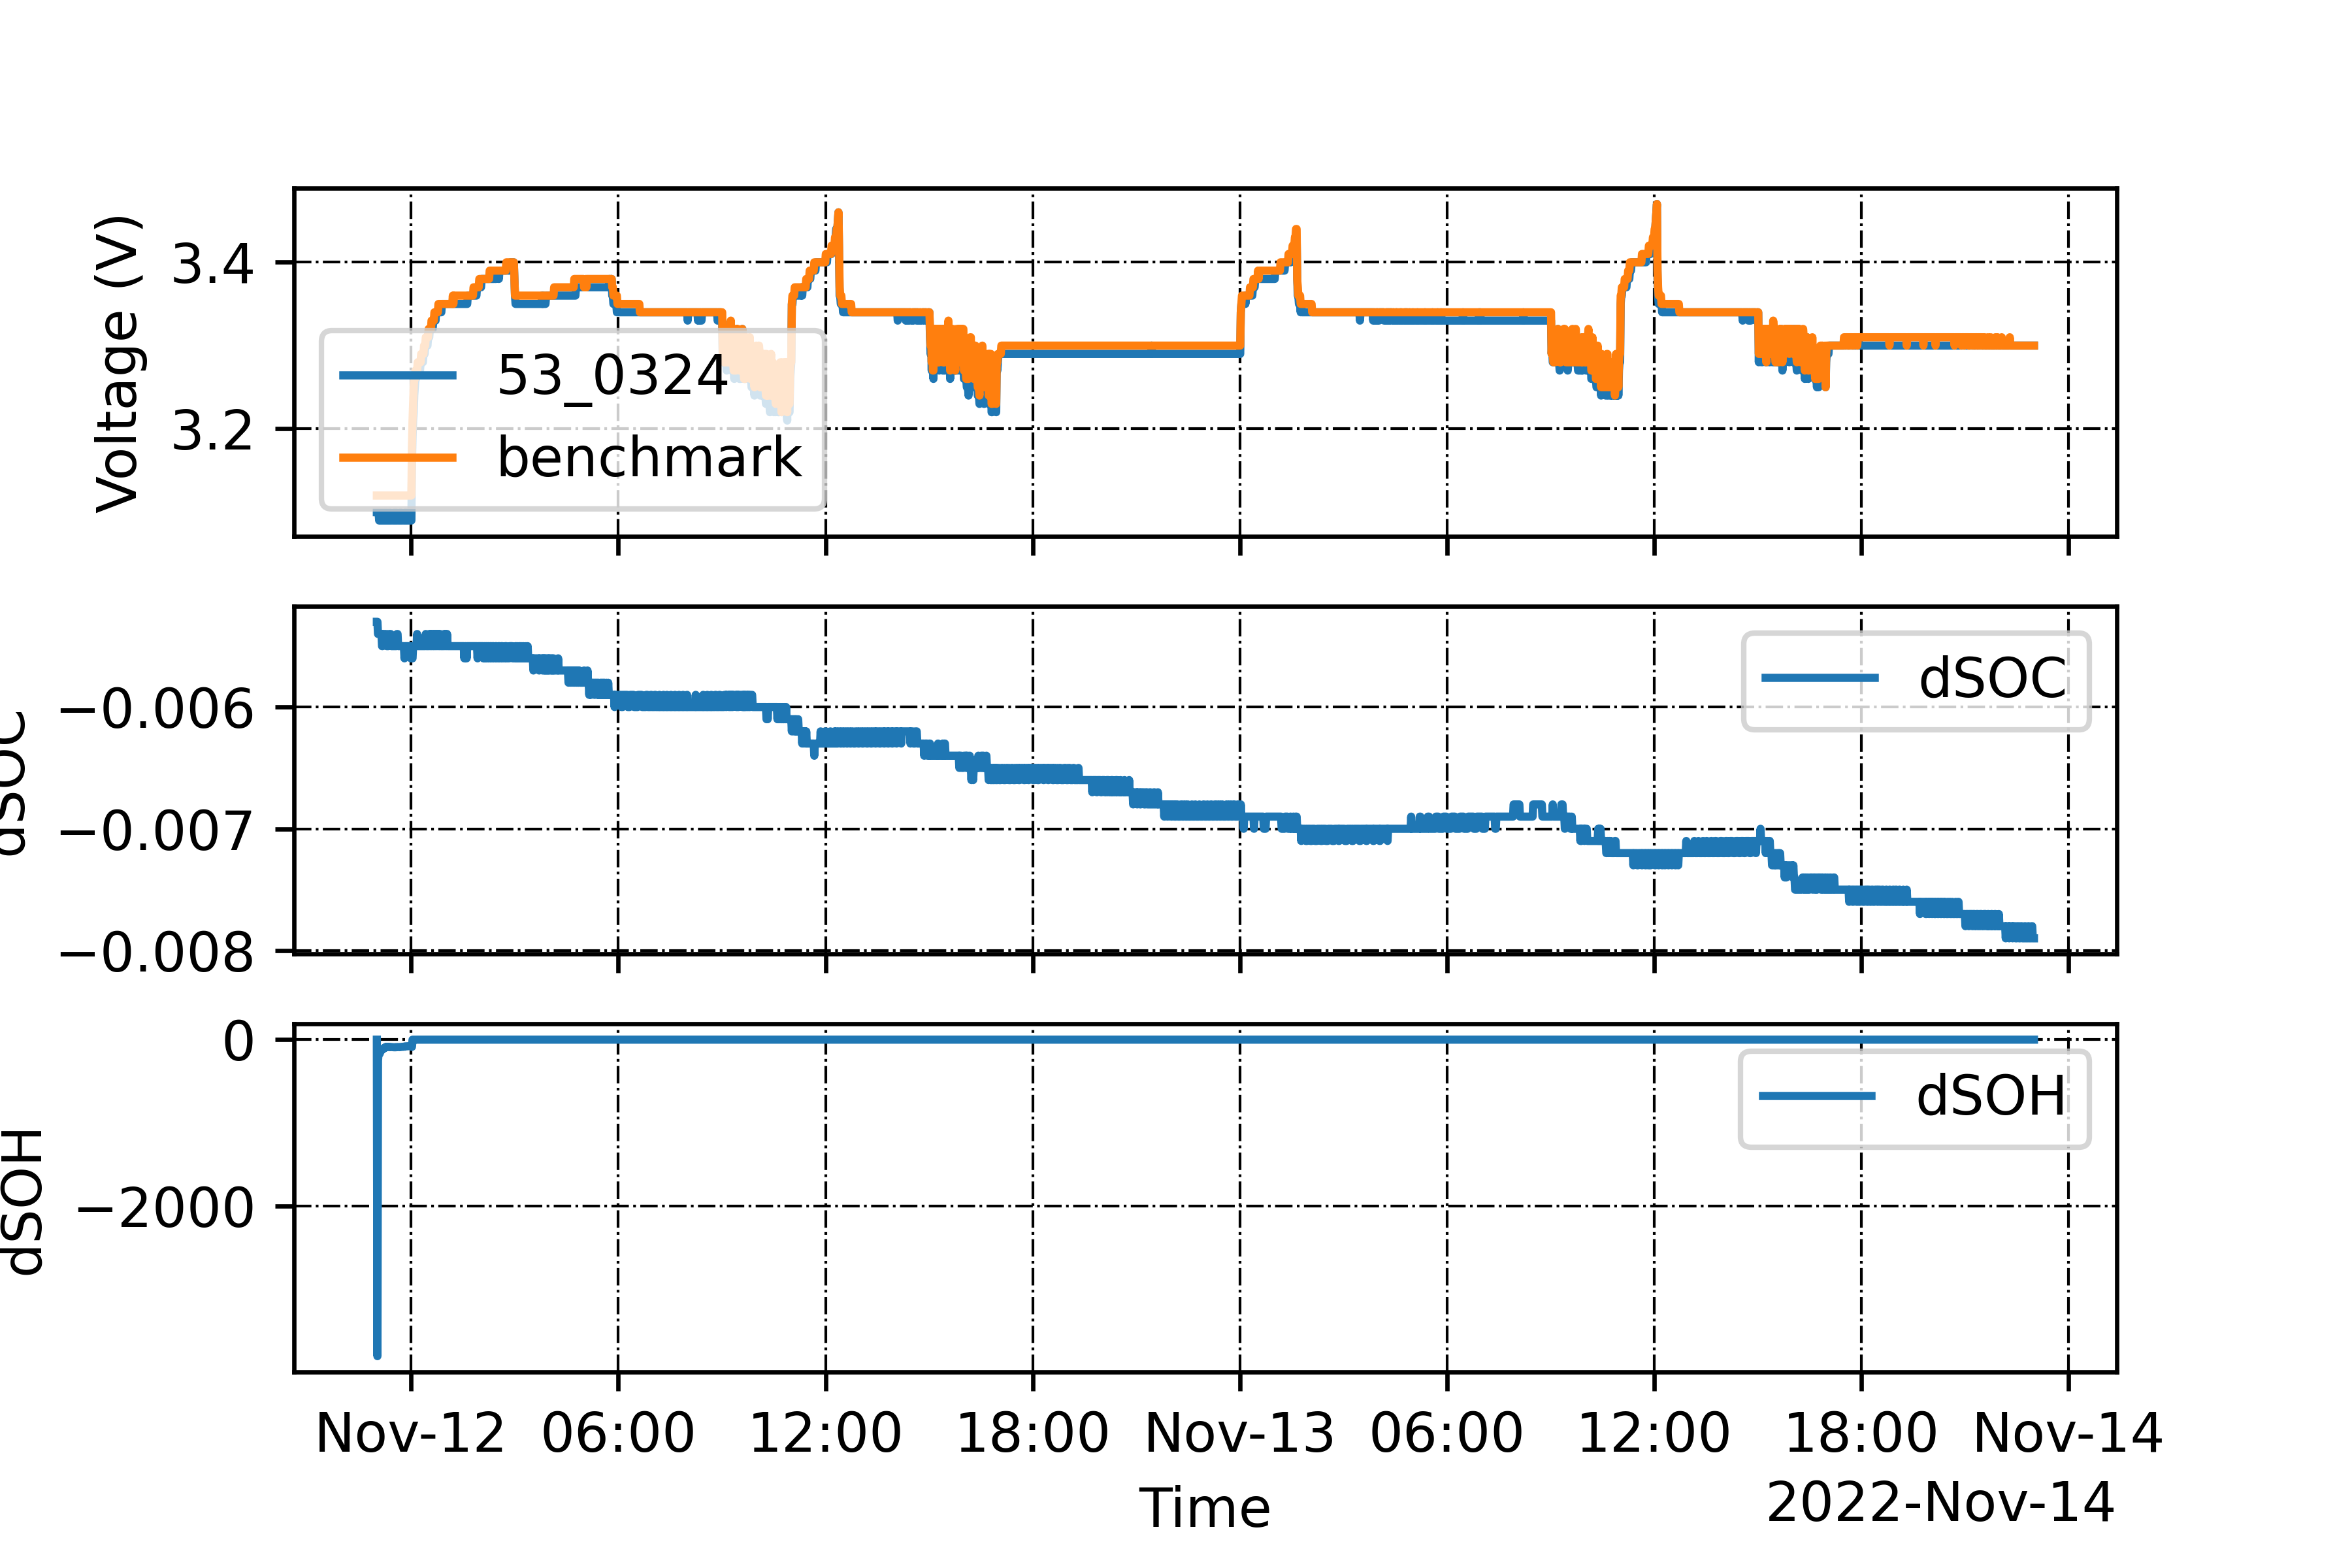 Voltage (V)
3.4
3.2
53_0324
benchmark
dSOC
−0.006
−0.007
−0.008
dSOC
dSOH
0
−2000
dSOH
Nov-12 06:00 12:00 18:00 Nov-13 06:00 12:00 18:00 Nov-14
Time
2022-Nov-14